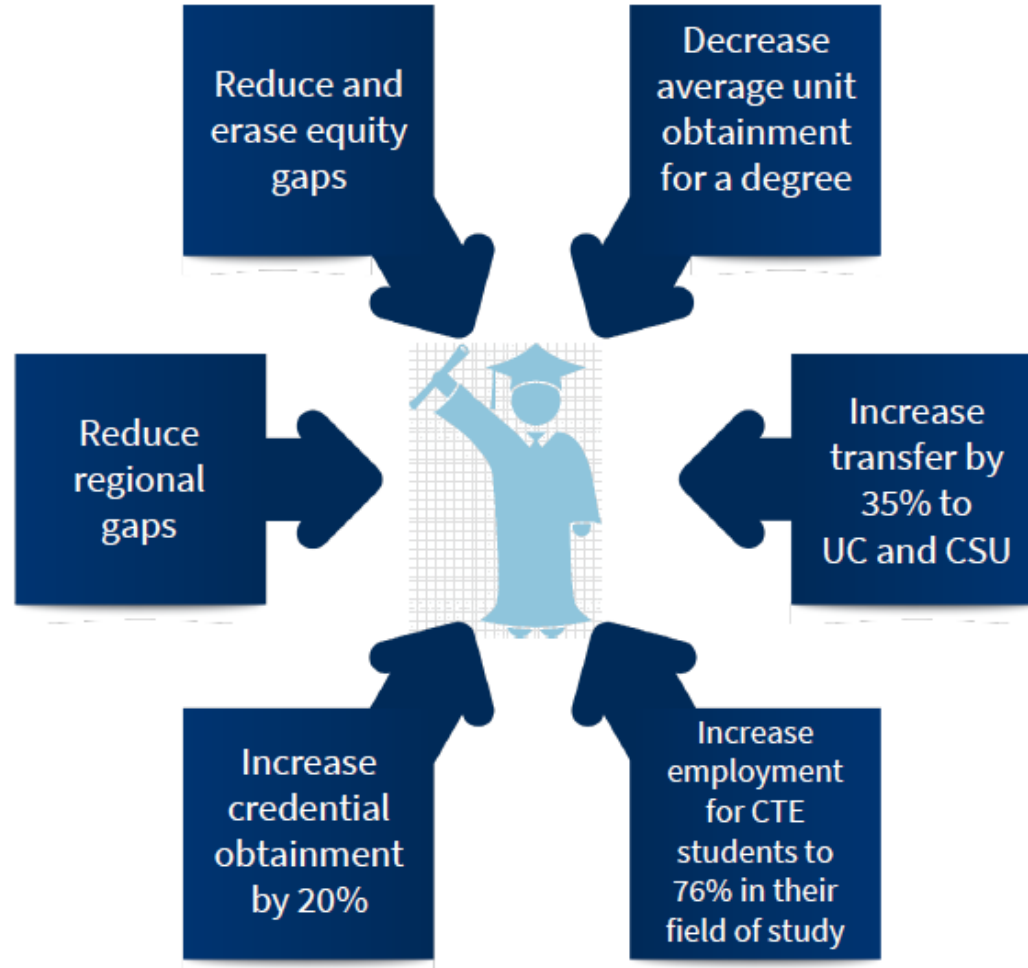 Reduce and
erase equity
gaps
Decrease
average unit
obtainment
for a degree
Reduce
regional
gaps
Increase
transfer by
35% to
UC and CSU
Increase
credential
obtainment
by 20%
Increase
employment
for CTE
students to
76% in their
field of study